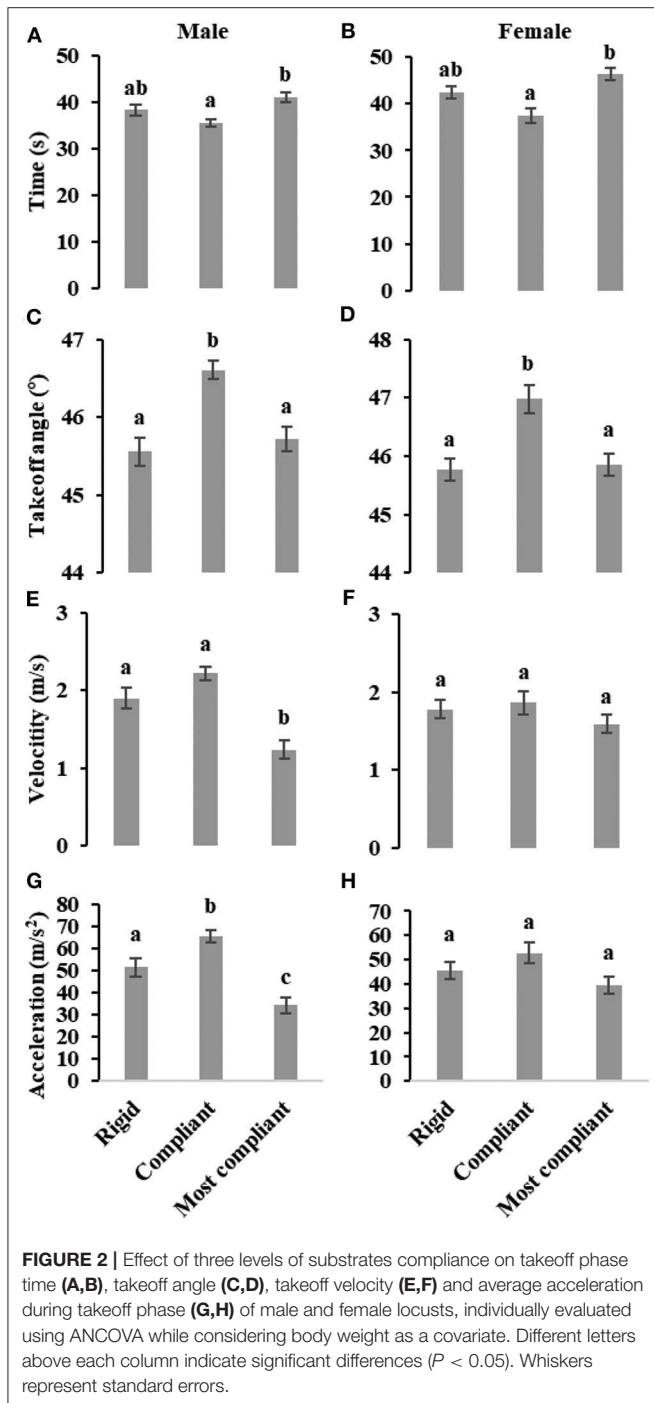 Male
Female
A
B
Time (s)
50
40
30
20
10
0
ab
a
b
50
40
30
20
10
0
ab
a
b
C
D
Takeoff angle (°)
47
46
45
44
a
b
a
48
47
46
45
44
a
b
a
E
F
Velocitity (m/s)
3
2
1
0
a
a
b
3
2
1
0
a
a
a
G
H
Acceleration (m/s²)
80
70
60
50
40
30
20
10
0
a
b
c
70
60
50
40
30
20
10
0
a
a
a
Rigid
Compliant
Most compliant
Rigid
Compliant
Most compliant
FIGURE 2 | Effect of three levels of substrates compliance on takeoff phase
time (A,B), takeoff angle (C,D), takeoff velocity (E,F) and average acceleration
during takeoff phase (G,H) of male and female locusts, individually evaluated
using ANCOVA while considering body weight as a covariate. Different letters
above each column indicate significant differences (P < 0.05). Whiskers
represent standard errors.